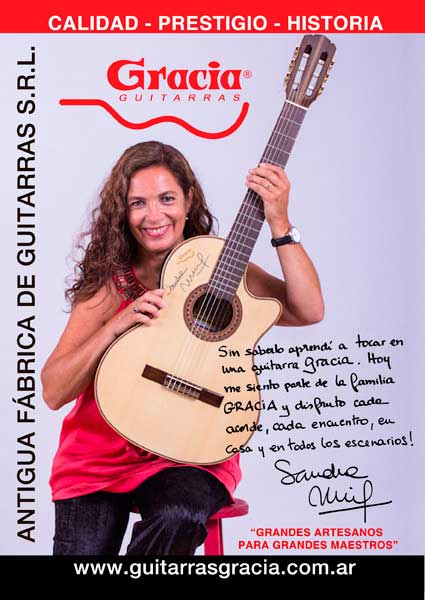 CALIDAD - PRESTIGIO - HISTORIA
Gracia®
GUITARRAS
ANTIGUA FÁBRICA DE GUITARRAS S.R.L.
Sin saberlo aprendí a tocar en
una guitarra Gracia. Hoy
me siento parte de la familia
GRACIA y disfruto cada
acorde, cada encuentro, en
casa y en todos los escenarios!
Sandra
"GRANDES ARTESANOS
PARA GRANDES MAESTROS"
www.guitarrasgracia.com.ar